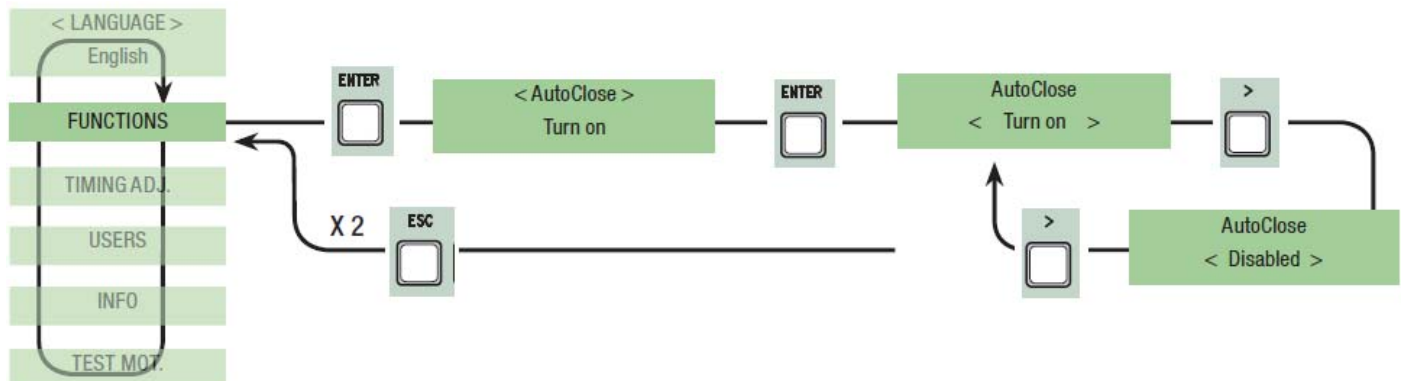 < LANGUAGE >
English
FUNCTIONS
TIMING ADJ.
USERS
INFO
TEST MOT.
ENTER
< AutoClose >
Turn on
ENTER
AutoClose
< Turn on >
>
X 2
ESC
>
AutoClose
< Disabled >